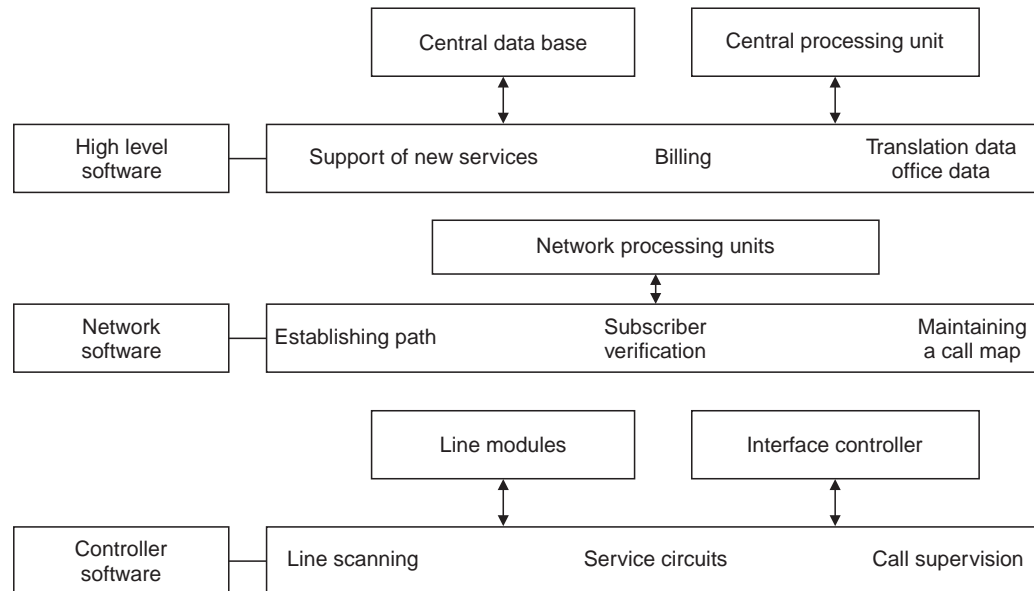 Central data base
Central processing unit
High level
software
Support of new services
Billing
Translation data
office data
Network processing units
Network
software
Establishing path
Subscriber
verification
Maintaining
a call map
Line modules
Interface controller
Controller
software
Line scanning
Service circuits
Call supervision